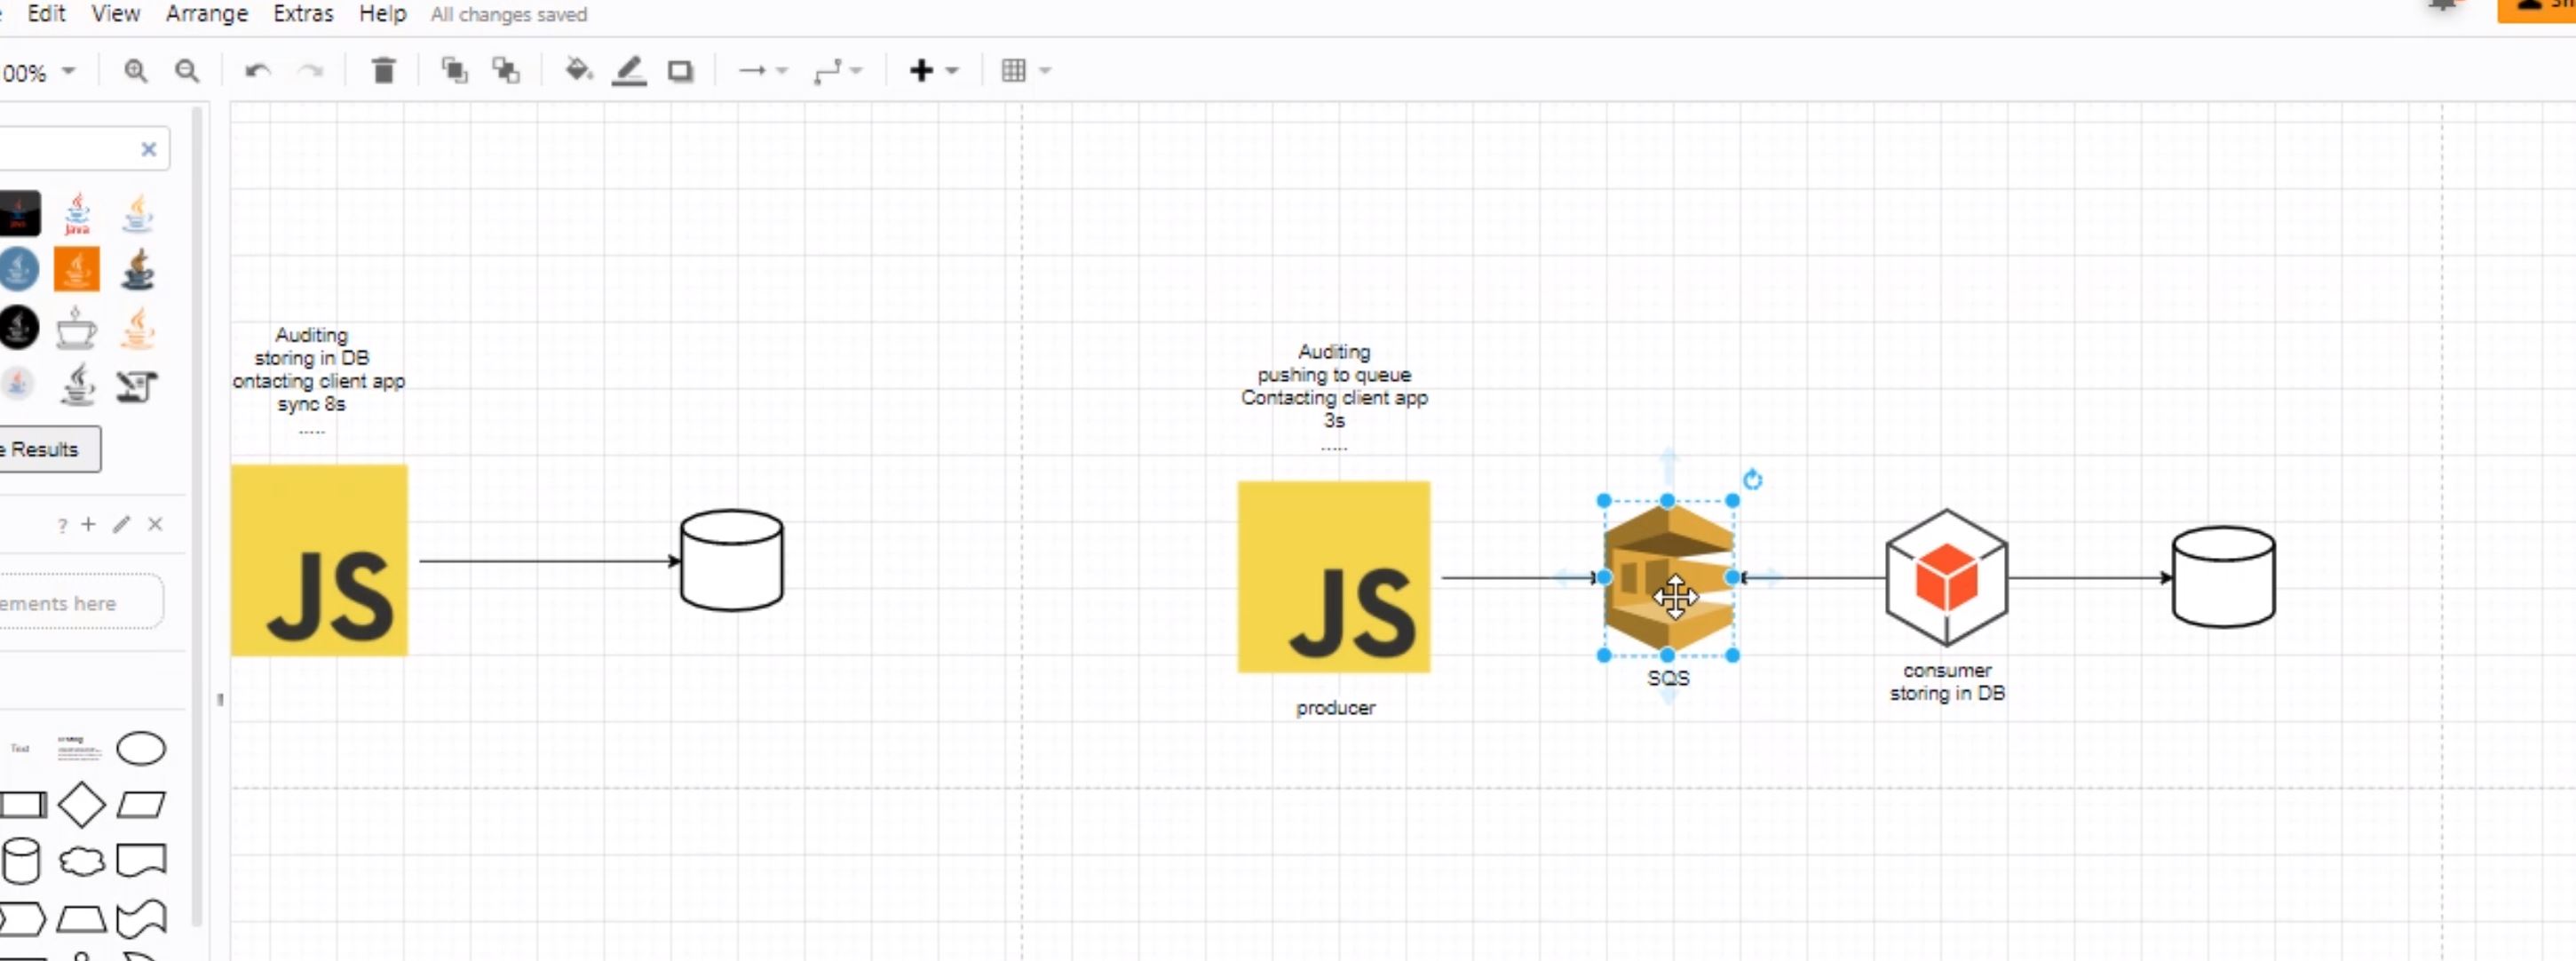 Edit View Arrange Extras Help All changes saved
00%
java
Auditing
storing in DB
ontacting client app
sync 8s
.....
e Results
? + 
ements here
Text
JS
Auditing
pushing to queue
Contacting client app
3s
.....
JS
producer
SQS
consumer
storing in DB